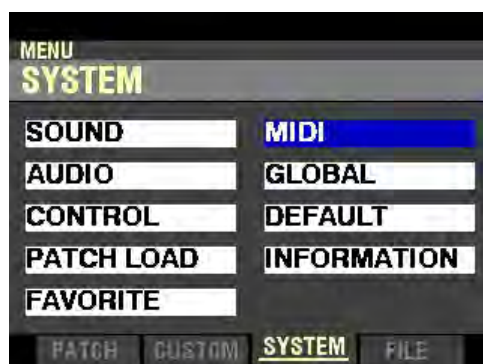 MENU
SYSTEM
SOUND
MIDI
AUDIO
GLOBAL
CONTROL
DEFAULT
PATCH LOAD
INFORMATION
FAVORITE
PATCH CUSTOM SYSTEM FILE